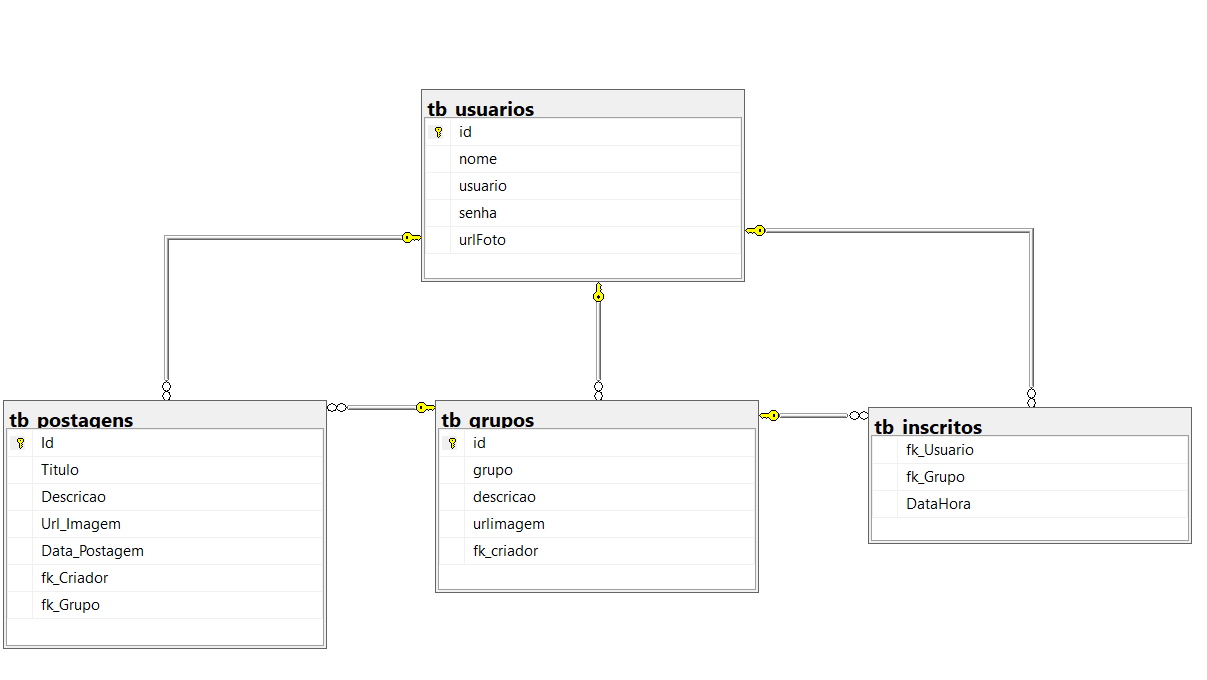 tb_usuarios
id
nome
usuario
senha
urlFoto
tb_postagens
Id
Titulo
Descricao
Url_Imagem
Data_Postagem
fk_Criador
fk_Grupo
tb_grupos
id
grupo
descricao
urlimagem
fk_criador
tb_inscritos
fk_Usuario
fk_Grupo
DataHora